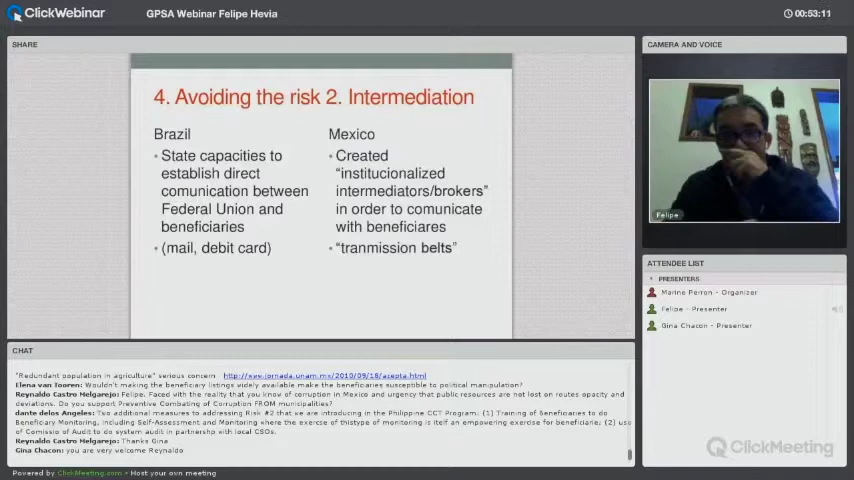 ClickWebinar
GPSA Webinar Felipe Hevia
00:53:11
SHARE
4. Avoiding the risk 2. Intermediation
Brazil
• State capacities to
establish direct
comunication between
Federal Union and
beneficiaries
• (mail, debit card)
Mexico
• Created
“institutionalized
intermediators/brokers”
in order to comunicate
with beneficiares
• “tranmission belts”
CAMERA AND VOICE
Felipe
ATTENDEE LIST
PRESENTERS
Marine Perron - Organizer
Felipe - Presenter
Gina Chacon - Presenter
CHAT
"Redundant population in agriculture" serious concern http://www.jornada.unam.mx/2010/09/18/acepta.html
Elena van Tooren: Wouldn't making the beneficiary listings widely available make the beneficiaries susceptible to political manipulation?
Reynaldo Castro Melgarejo: Felipe. Faced with the reality that you know of corruption in Mexico and urgency that public resources are not lost on routes opacity and
deviations. Do you support Preventive Combating of Corruption FROM municipalities?
dante delos Angeles: Two additional measures to addressing Risk #2 that we are introducing in the Philippine CCT Program: (1) Training of Beneficiaries to do
Beneficiary Monitoring, including Self-Assessment and Monitoring where the exercise of thistype of monitoring is itself an empowering exercise for beneficiarie; (2) use
of Comissio of Audit to do system audit in partnership with local CSOs.
Reynaldo Castro Melgarejo: Thanks Gina
Gina Chacon: you are very welcome Reynaldo
ClickMeeting
Powered by ClickMeeting.com • Host your own meeting